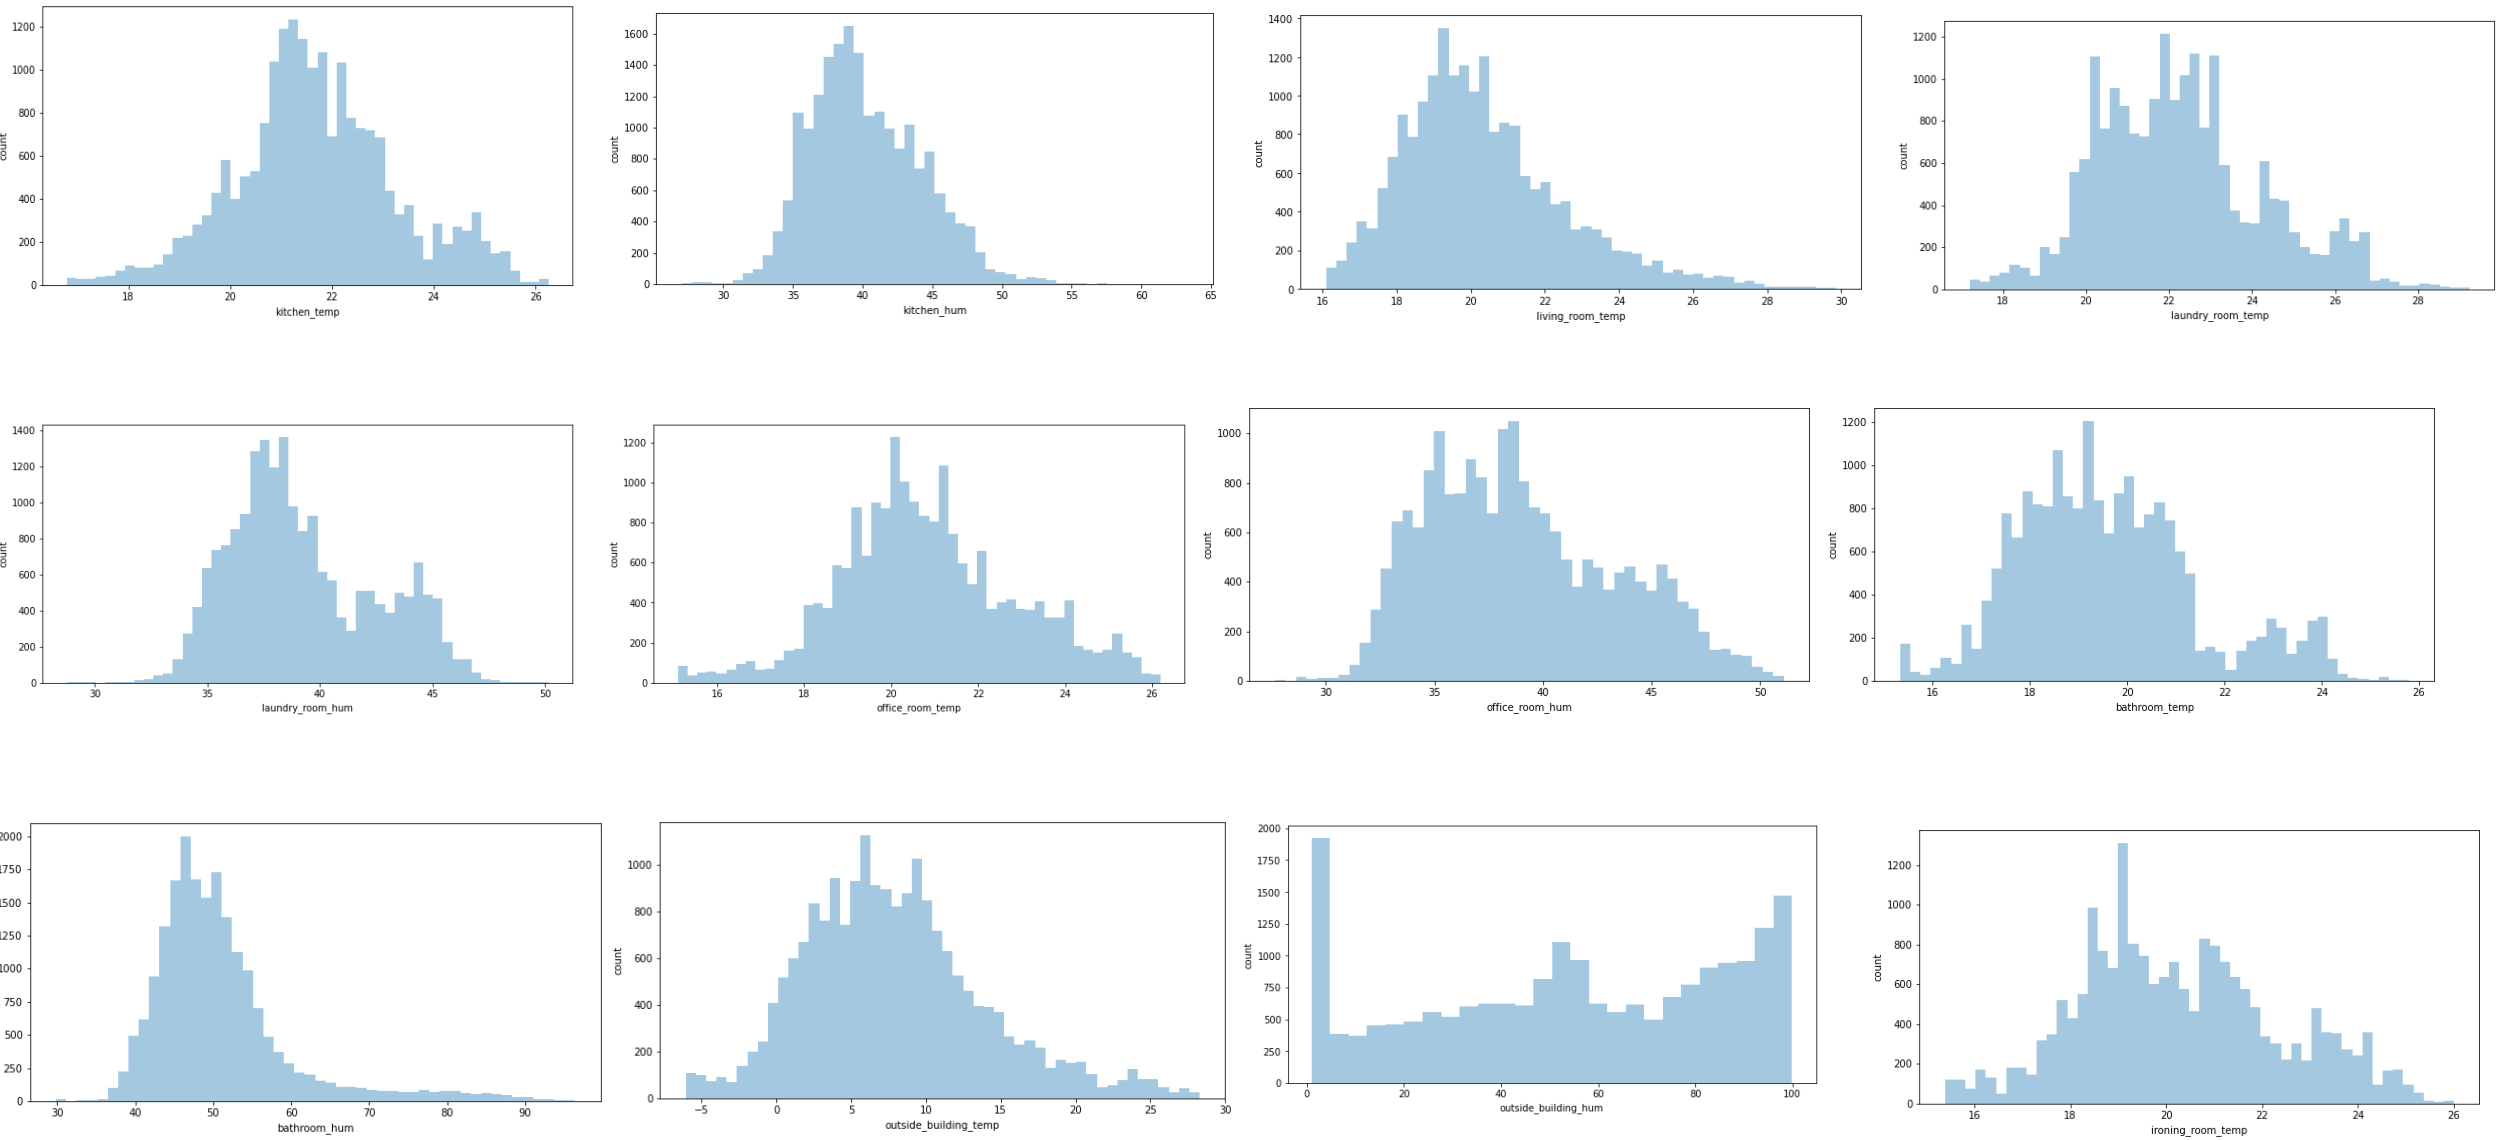 1200
1000
800
600
400
200
0
count
18 20 22 24 26
kitchen_temp
1600
1400
1200
1000
800
600
400
200
0
count
30 35 40 45 50 55 60 65
kitchen_hum
1400
1200
1000
800
600
400
200
0
count
16 18 20 22 24 26 28 30
living_room_temp
1200
1000
800
600
400
200
0
count
18 20 22 24 26 28
laundry_room_temp
1400
1200
1000
800
600
400
200
0
count
30 35 40 45 50
laundry_room_hum
1200
1000
800
600
400
200
0
count
16 18 20 22 24 26
office_room_temp
1000
800
600
400
200
0
count
30 35 40 45 50
office_room_hum
1200
1000
800
600
400
200
0
count
16 18 20 22 24 26
bathroom_temp
2000
1750
1500
1250
1000
750
500
250
0
30 40 50 60 70 80 90
bathroom_hum
1000
800
600
400
200
0
count
−5 0 5 10 15 20 25 30
outside_building_temp
2000
1750
1500
1250
1000
750
500
250
0
count
0 20 40 60 80 100
outside_building_hum
1200
1000
800
600
400
200
0
count
16 18 20 22 24 26
ironing_room_temp